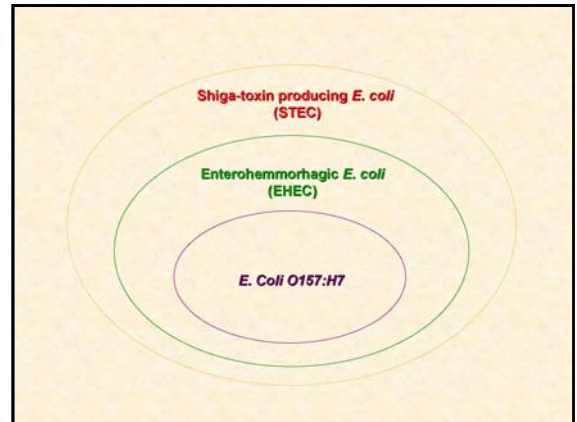 Shiga-toxin producing E. coli
(STEC)
Enterohemmorhagic E. coli
(EHEC)
E. Coli O157:H7